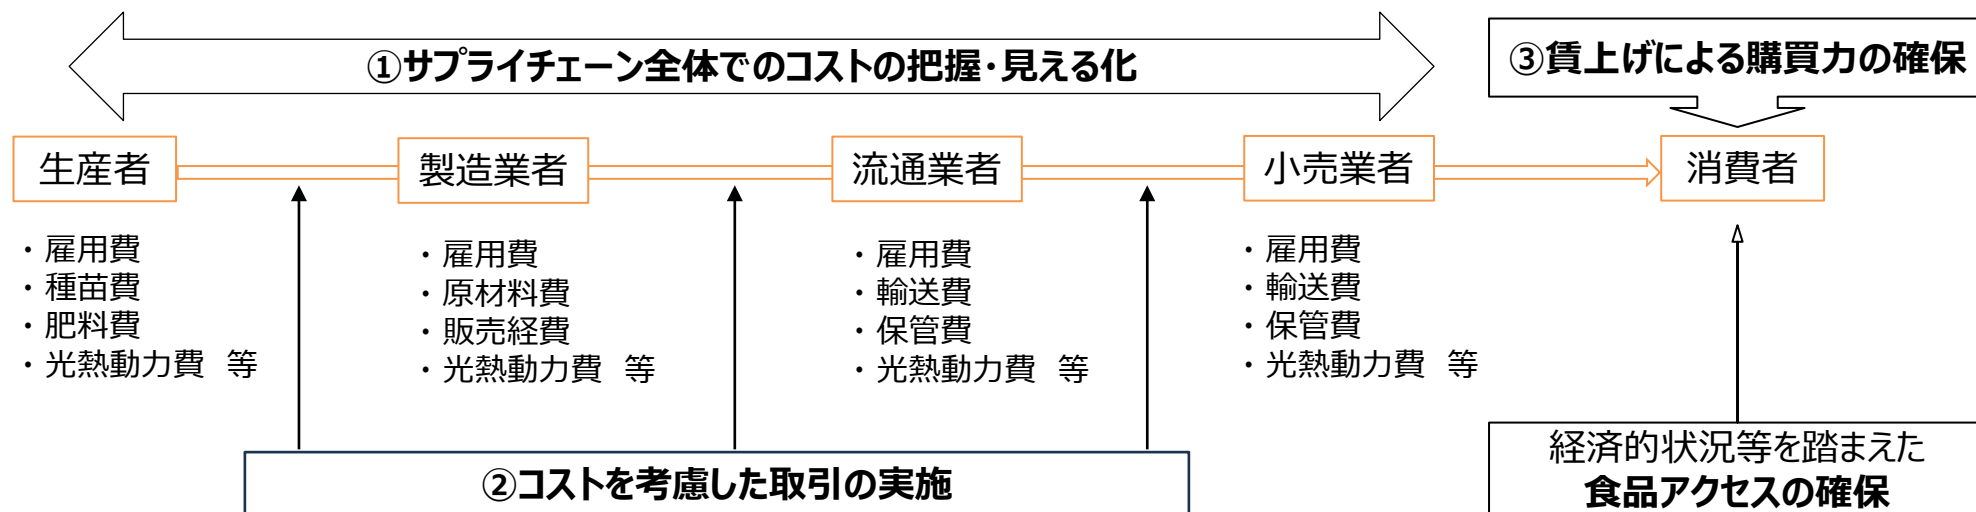 ①サプライチェーン全体でのコストの把握・見える化
③賃上げによる購買力の確保
生産者
製造業者
流通業者
小売業者
消費者
・雇用費
・種苗費
・肥料費
・光熱動力費 等
・雇用費
・原材料費
・販売経費
・光熱動力費 等
・雇用費
・輸送費
・保管費
・光熱動力費 等
・雇用費
・輸送費
・保管費
・光熱動力費 等
②コストを考慮した取引の実施
経済的状況等を踏まえた
食品アクセスの確保